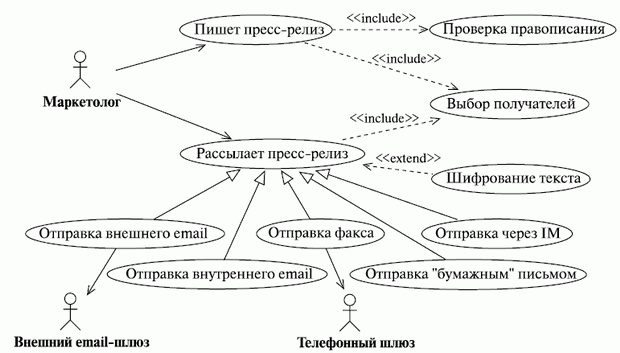 Пишет пресс-релиз
<<include>>
Проверка правописания
<<include>>
Маркетолог
Выбор получателей
<<include>>
Рассылает пресс-релиз
<<extend>>
Шифрование текста
Отправка внешнего email
Отправка факса
Отправка через IM
Отправка внутреннего email
Отправка "бумажным" письмом
Внешний email-шлюз
Телефонный шлюз